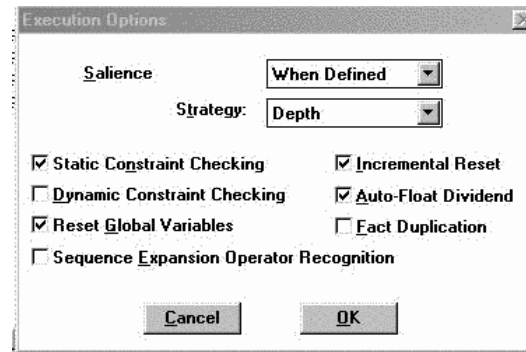 Execution Options
Salience When Defined
Strategy: Depth
Static Constraint Checking Incremental Reset
Dynamic Constraint Checking Auto-Float Dividend
Reset Global Variables Fact Duplication
Sequence Expansion Operator Recognition
Cancel OK